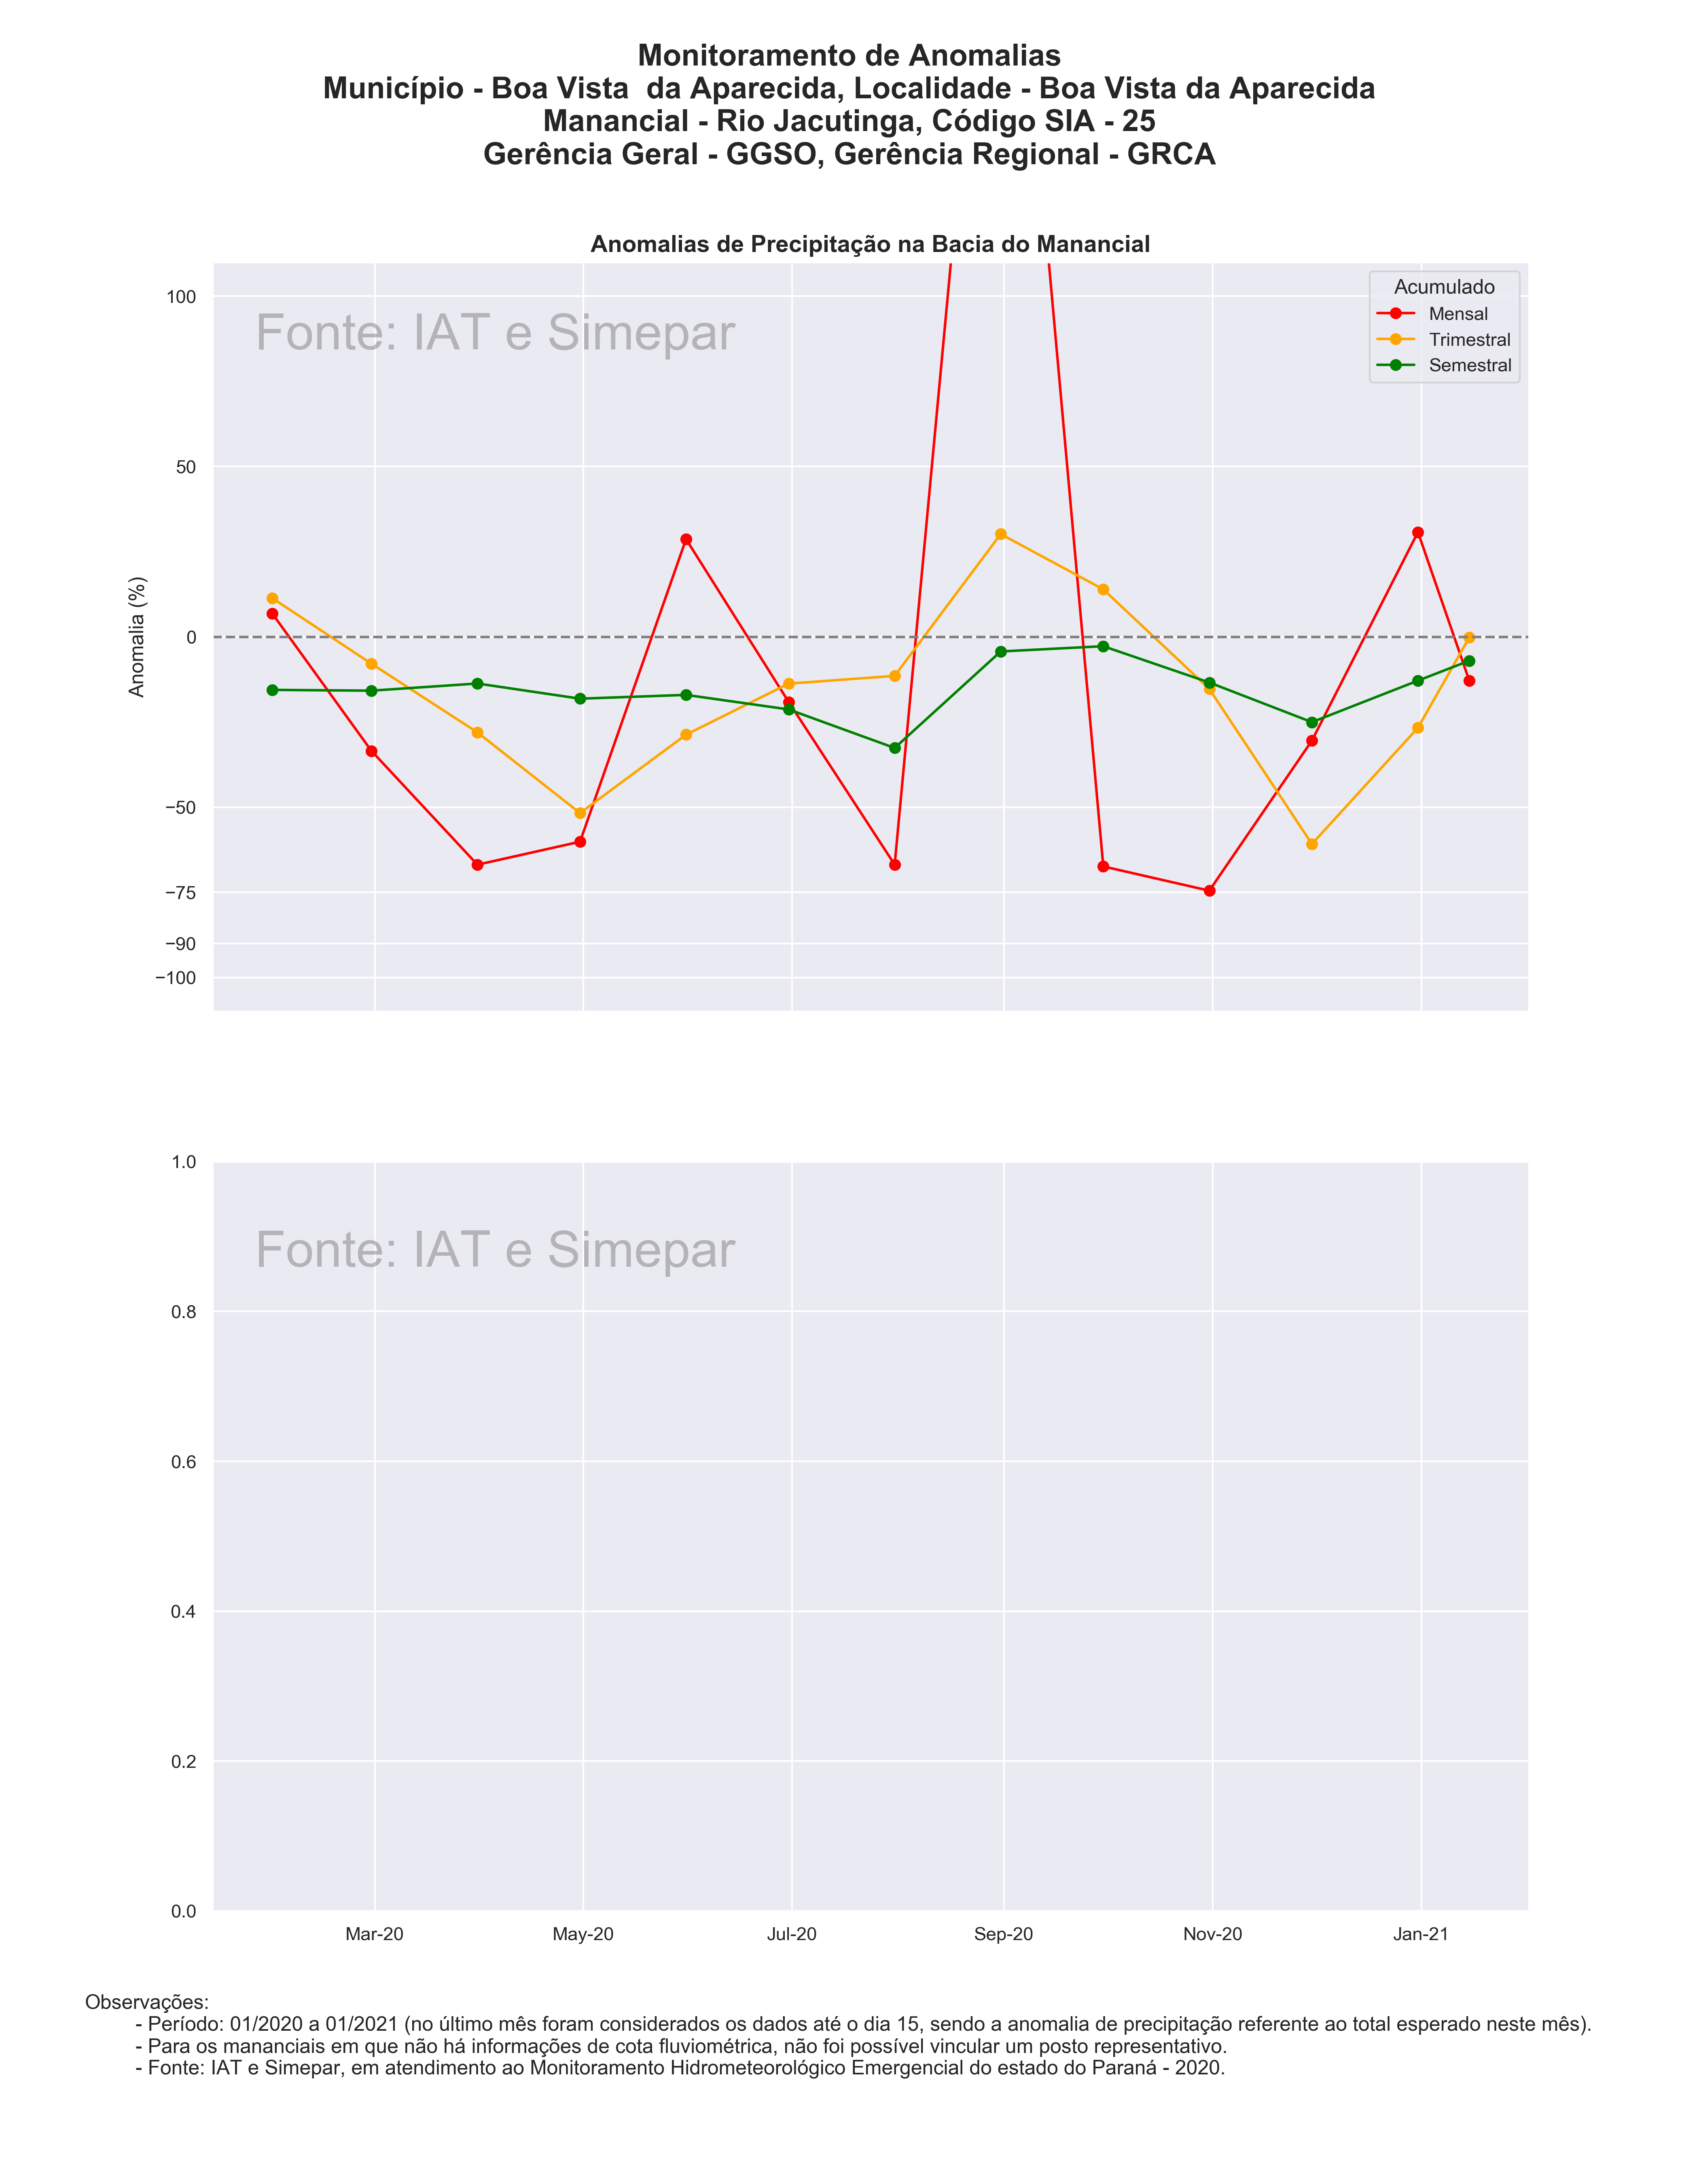 Monitoramento de Anomalias
Município - Boa Vista  da Aparecida, Localidade - Boa Vista da Aparecida
Manancial - Rio Jacutinga, Código SIA - 25
Gerência Geral - GGSO, Gerência Regional - GRCA
Anomalias de Precipitação na Bacia do Manancial
Fonte: IAT e Simepar
Acumulado
Mensal
Trimestral
Semestral
Anomalia (%)
100
50
0
−50
−75
−90
−100
Fonte: IAT e Simepar
1.0
0.8
0.6
0.4
0.2
0.0
Mar-20 May-20 Jul-20 Sep-20 Nov-20 Jan-21
Observações:
- Período: 01/2020 a 01/2021 (no último mês foram considerados os dados até o dia 15, sendo a anomalia de precipitação referente ao total esperado neste mês).
- Para os mananciais em que não há informações de cota fluviométrica, não foi possível vincular um posto representativo.
- Fonte: IAT e Simepar, em atendimento ao Monitoramento Hidrometeorológico Emergencial do estado do Paraná - 2020.